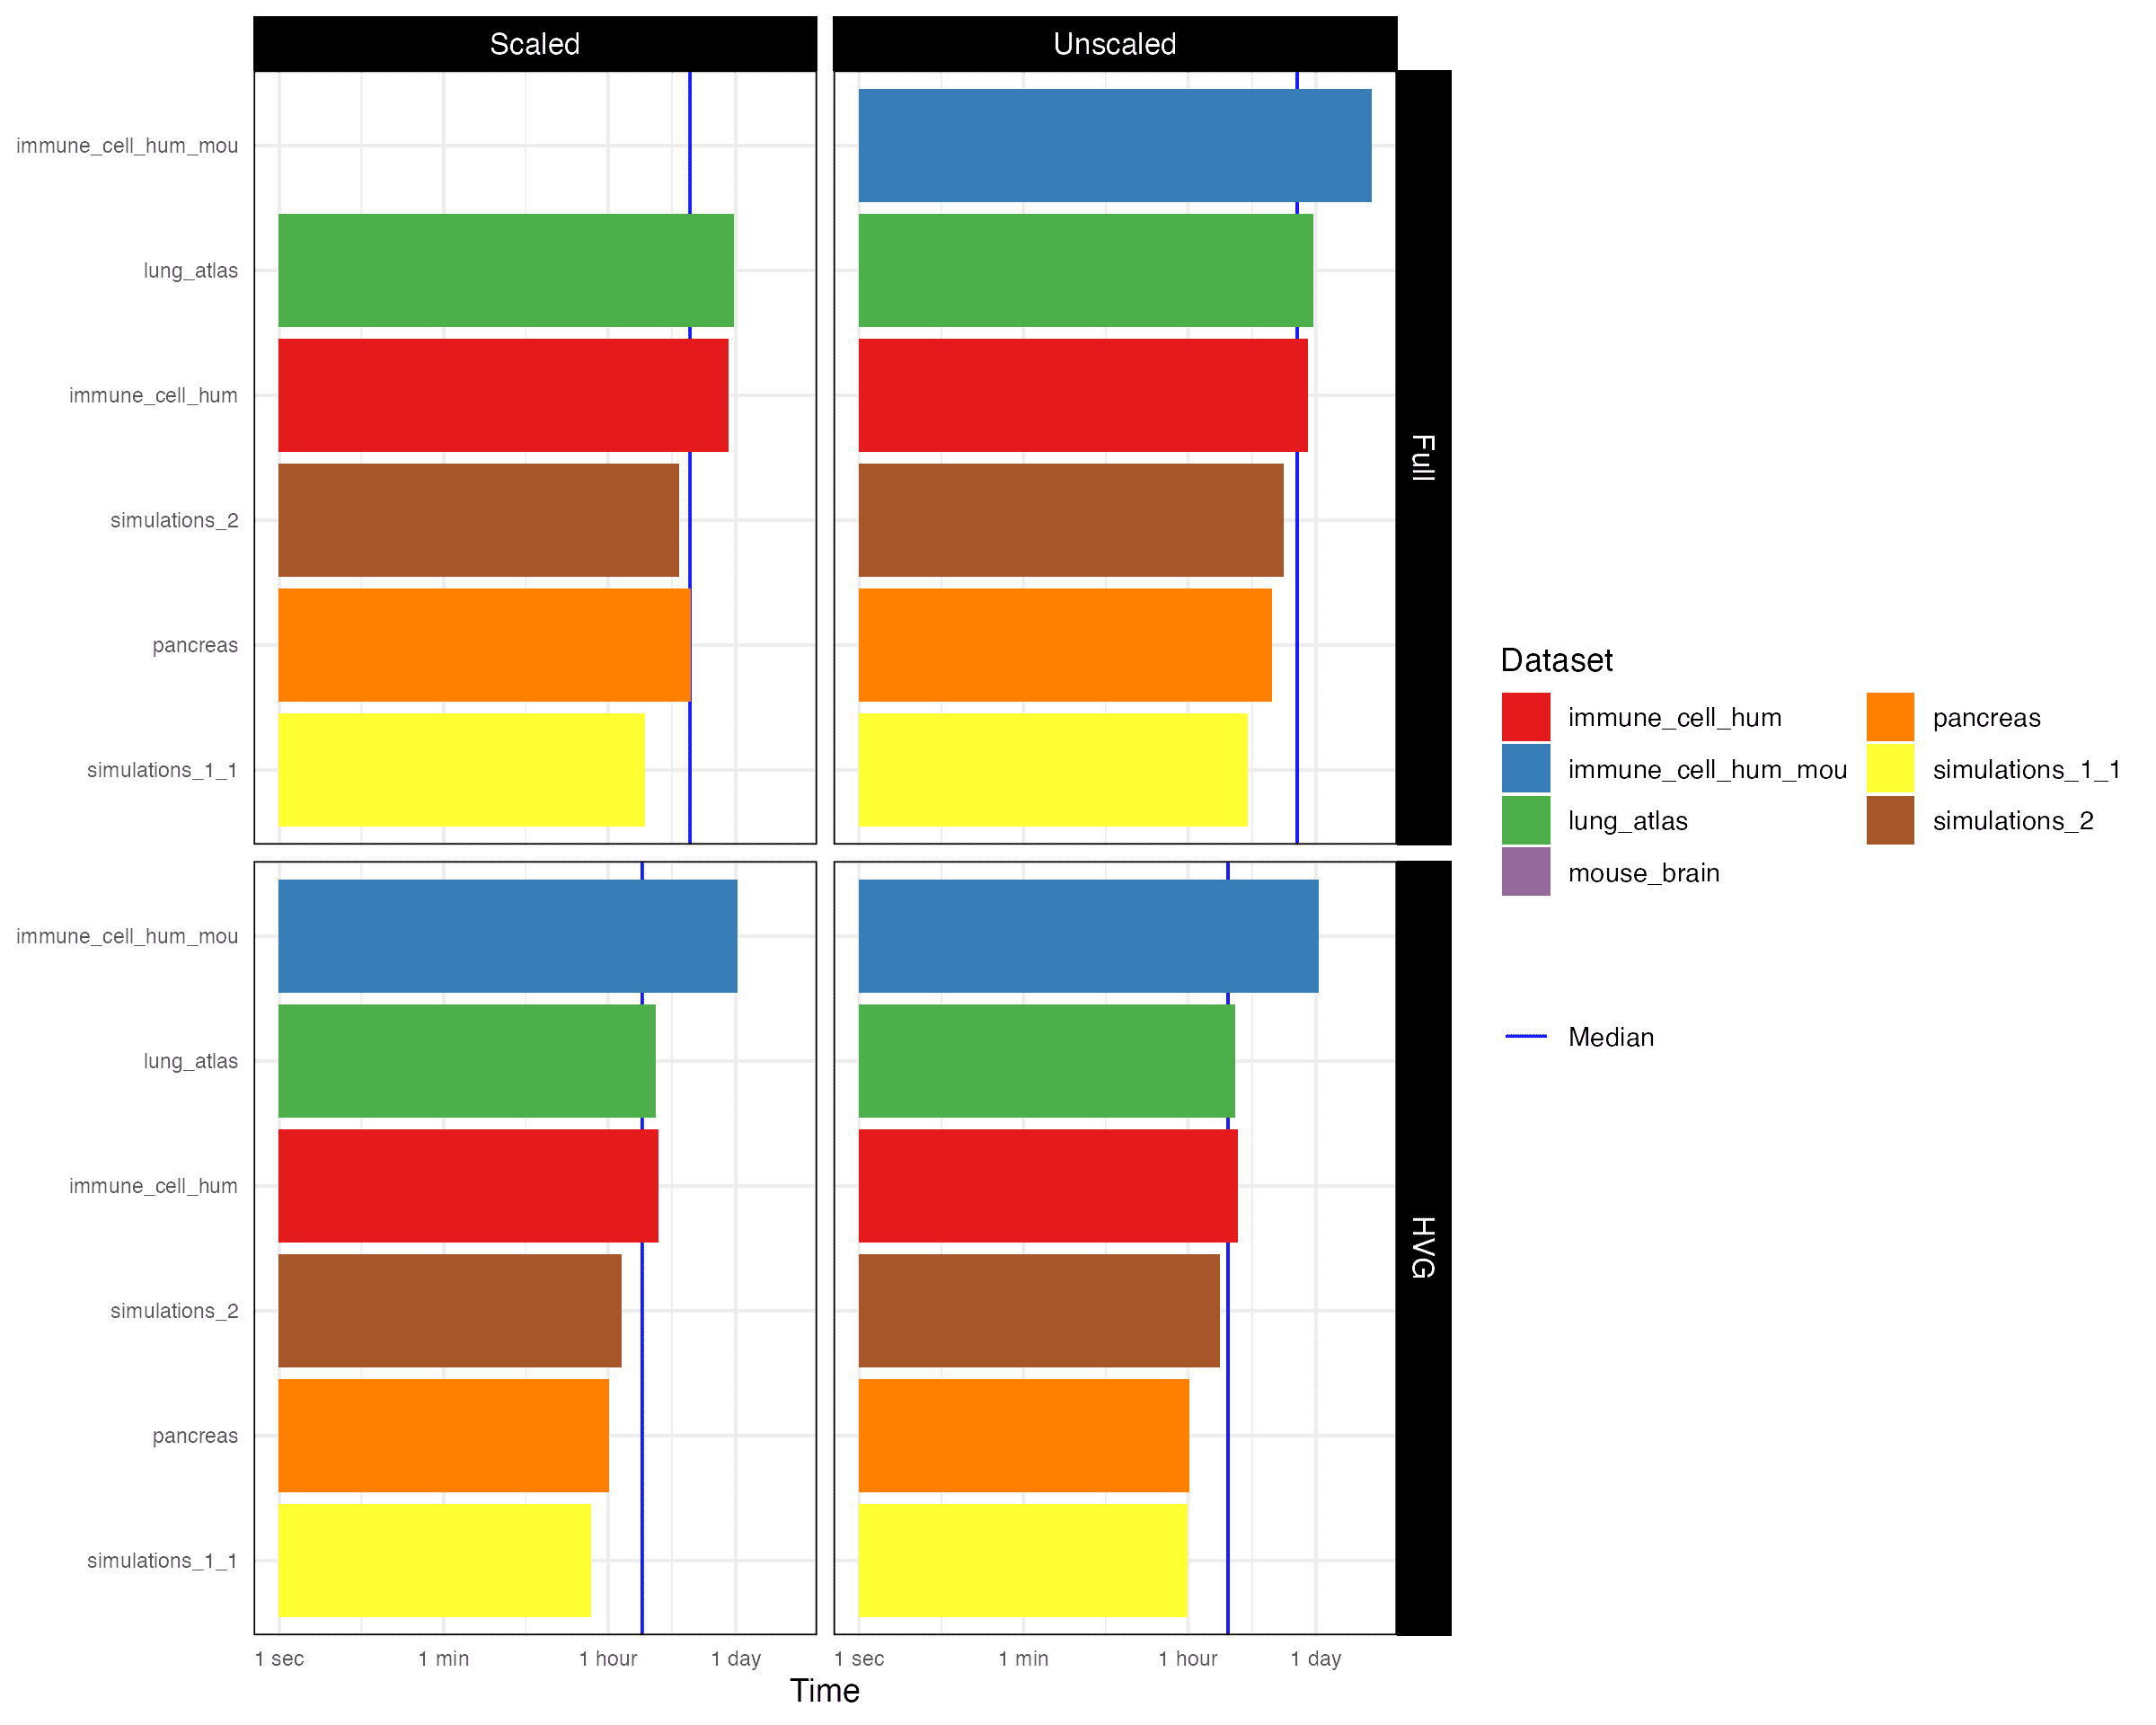 Scaled
Unscaled
immune_cell_hum_mou
lung_atlas
immune_cell_hum
simulations_2
pancreas
simulations_1_1
Full
immune_cell_hum_mou
lung_atlas
immune_cell_hum
simulations_2
pancreas
simulations_1_1
HVG
1 sec 1 min 1 hour 1 day
1 sec 1 min 1 hour 1 day
Time
Dataset
immune_cell_hum
immune_cell_hum_mou
lung_atlas
mouse_brain
pancreas
simulations_1_1
simulations_2
Median